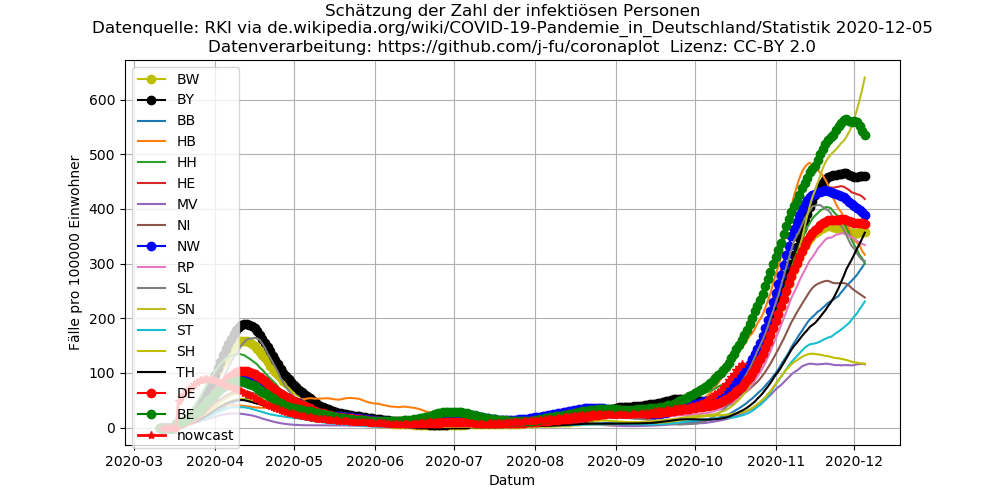 Schätzung der Zahl der infektiösen Personen
Datenquelle: RKI via de.wikipedia.org/wiki/COVID-19-Pandemie_in_Deutschland/Statistik 2020-12-05
Datenverarbeitung: https://github.com/j-fu/coronaplot Lizenz: CC-BY 2.0
Fälle pro 100000 Einwohner
600
500
400
300
200
100
0
BW
BY
BB
HB
HH
HE
MV
NI
NW
RP
SL
SN
ST
SH
TH
DE
BE
nowcast
2020-03 2020-04 2020-05 2020-06 2020-07 2020-08 2020-09 2020-10 2020-11 2020-12
Datum